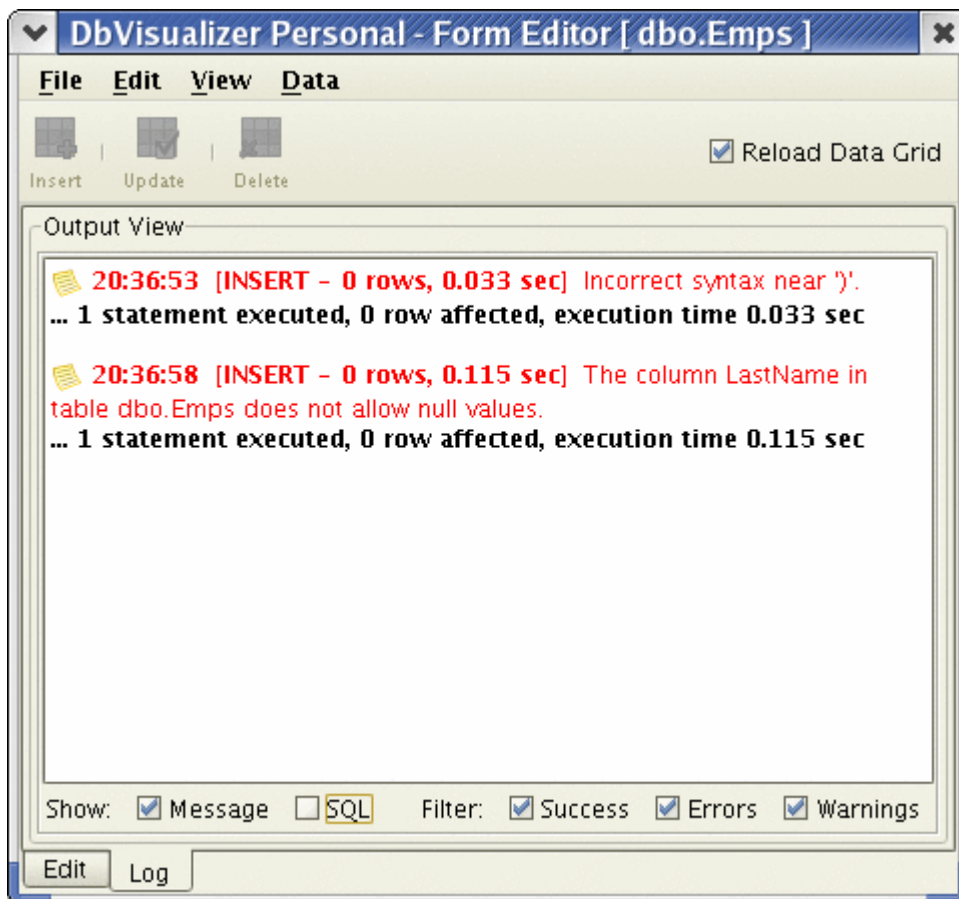 DbVisualizer Personal - Form Editor [ dbo.Emps ]
File Edit View Data
Insert Update Delete Reload Data Grid
Output View
20:36:53 [INSERT - 0 rows, 0.033 sec] Incorrect syntax near ')'.
... 1 statement executed, 0 row affected, execution time 0.033 sec
20:36:58 [INSERT - 0 rows, 0.115 sec] The column LastName in
table dbo.Emps does not allow null values.
... 1 statement executed, 0 row affected, execution time 0.115 sec
Show: Message SQL Filter: Success Errors Warnings
Edit Log